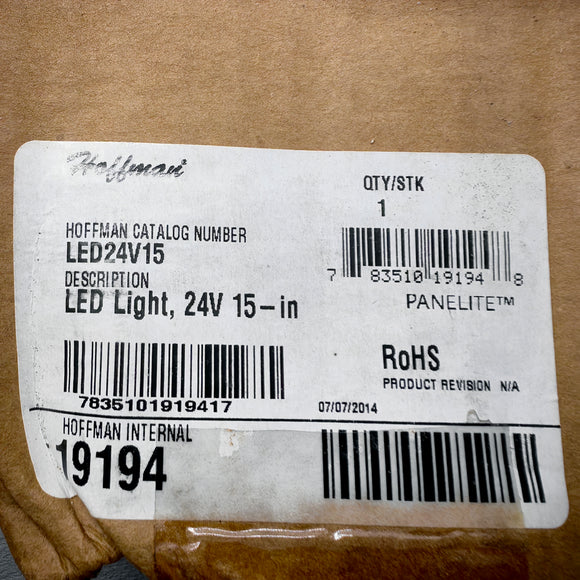 Hoffman®
QTY/STK
1
HOFFMAN CATALOG NUMBER
LED24V15
DESCRIPTION
LED Light, 24V 15-in
7 83510 19194 8
PANELITE™
7835101919417
RoHS
PRODUCT REVISION N/A
07/07/2014
HOFFMAN INTERNAL
19194